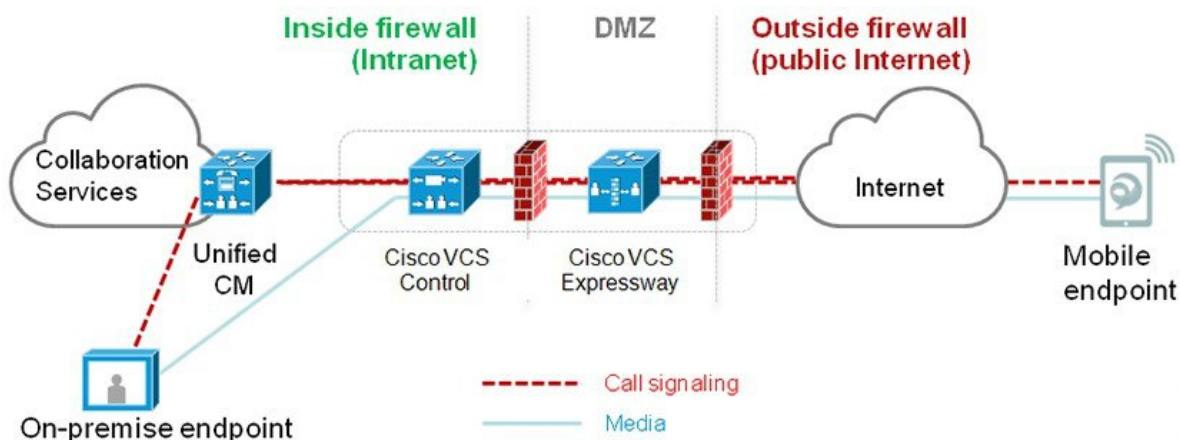 Inside firewall
(Intranet)
DMZ
Outside firewall
(public Internet)
Collaboration
Services
Unified
CM
Cisco VCS
Control
Cisco VCS
Expressway
Internet
Mobile
endpoint
On-premise endpoint
Call signaling
Media